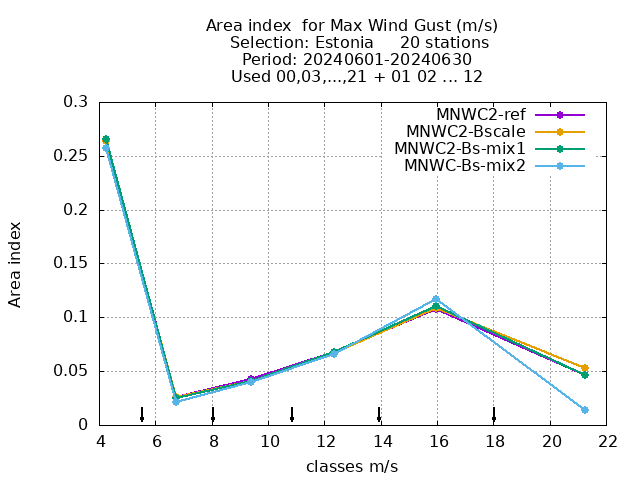 Area index  for Max Wind Gust (m/s)
Selection: Estonia     20 stations
Period: 20240601-20240630
Used 00,03,...,21 + 01 02 ... 12
MNWC2-ref
MNWC2-Bscale
MNWC2-Bs-mix1
MNWC-Bs-mix2
0.3
0.25
0.2
0.15
0.1
0.05
0
Area index
4 6 8 10 12 14 16 18 20 22
classes m/s